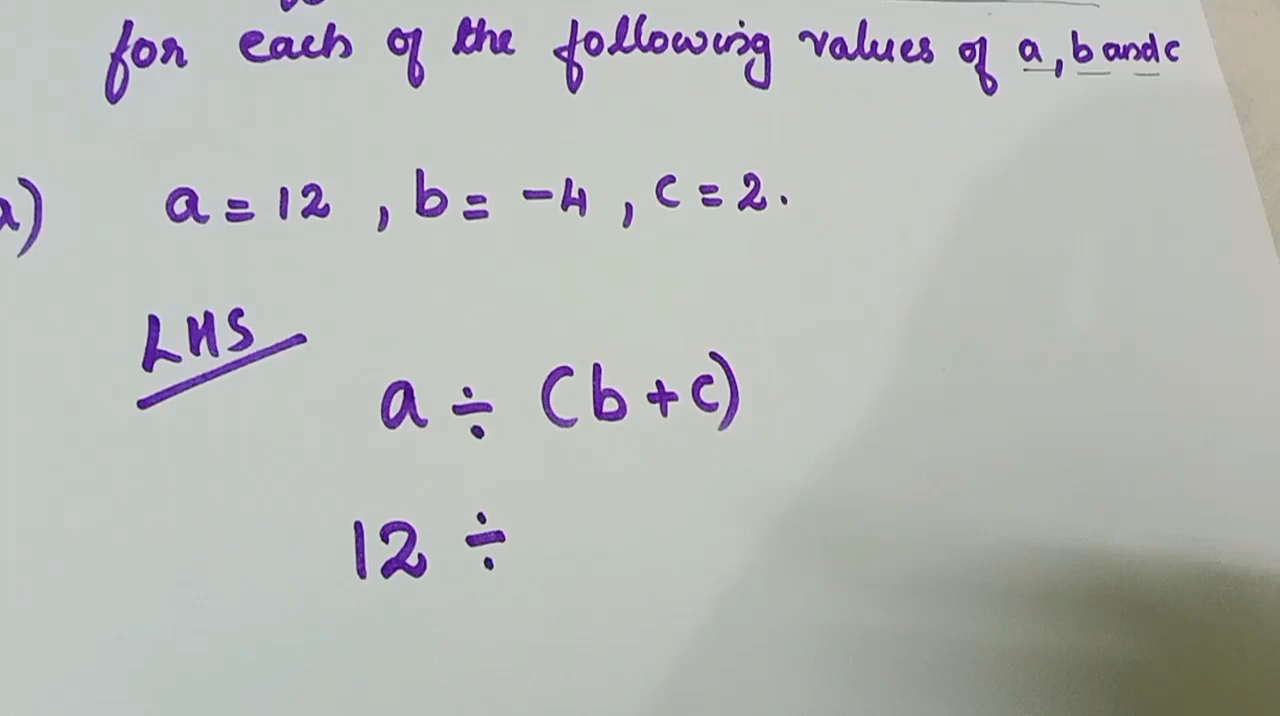 for each of the following values of a, b and c
a = 12 , b = -4 , c = 2.
LHS
a ÷ (b + c)
12 ÷